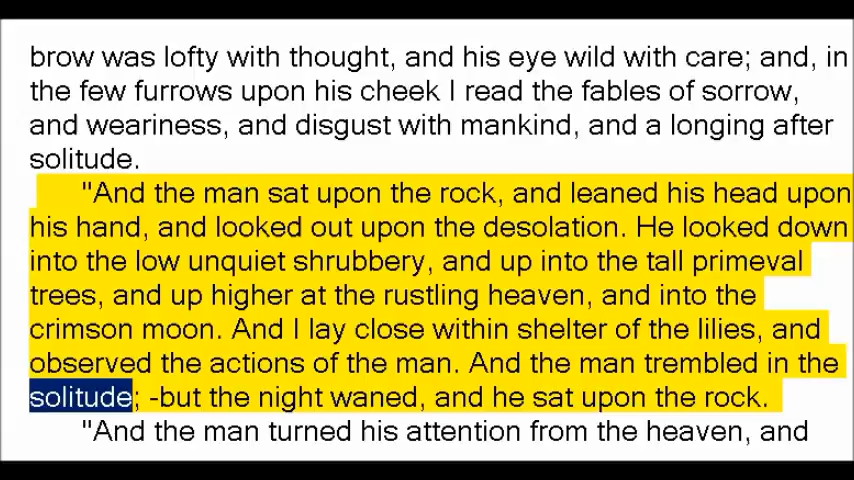 brow was lofty with thought, and his eye wild with care; and, in
the few furrows upon his cheek I read the fables of sorrow,
and weariness, and disgust with mankind, and a longing after
solitude.
"And the man sat upon the rock, and leaned his head upon
his hand, and looked out upon the desolation. He looked down
into the low unquiet shrubbery, and up into the tall primeval
trees, and up higher at the rustling heaven, and into the
crimson moon. And I lay close within shelter of the lilies, and
observed the actions of the man. And the man trembled in the
solitude; -but the night waned, and he sat upon the rock.
"And the man turned his attention from the heaven, and